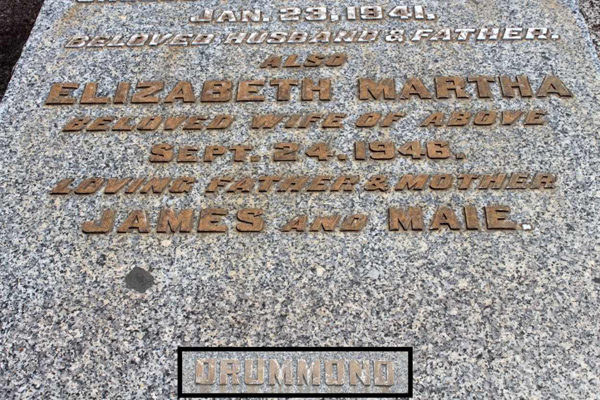 JAN. 23, 1941.
BELOVED HUSBAND & FATHER.
ALSO
ELIZABETH MARTHA
BELOVED WIFE OF ABOVE
SEPT. 24, 1946.
LOVING FATHER & MOTHER
JAMES AND MAIE.
DRUMMOND